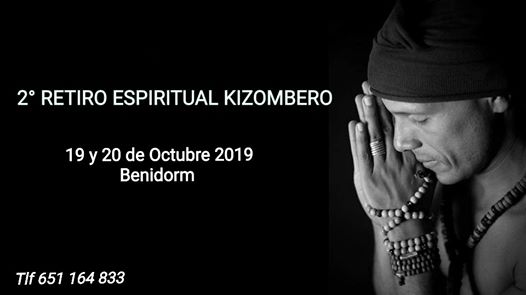 2° RETIRO ESPIRITUAL KIZOMBERO
19 y 20 de Octubre 2019
Benidorm
Tlf 651 164 833